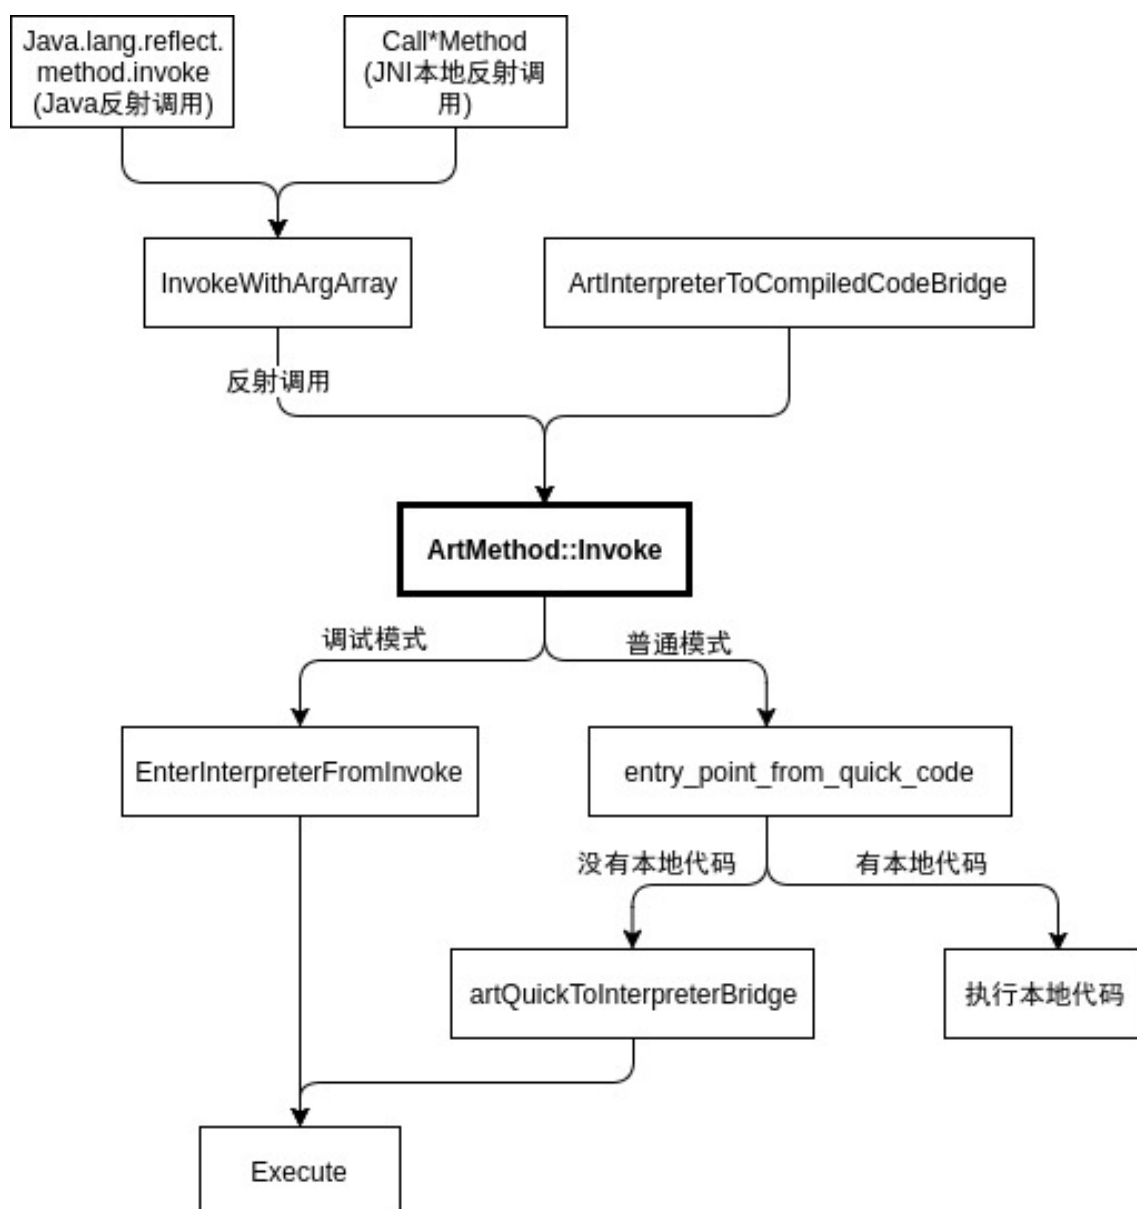 Java.lang.reflect.
method.invoke
(Java反射调用)
Call*Method
(JNI本地反射调
用)
InvokeWithArgArray
ArtInterpreterToCompiledCodeBridge
反射调用
ArtMethod::Invoke
调试模式
普通模式
EnterInterpreterFromInvoke
entry_point_from_quick_code
没有本地代码
有本地代码
artQuickToInterpreterBridge
执行本地代码
Execute